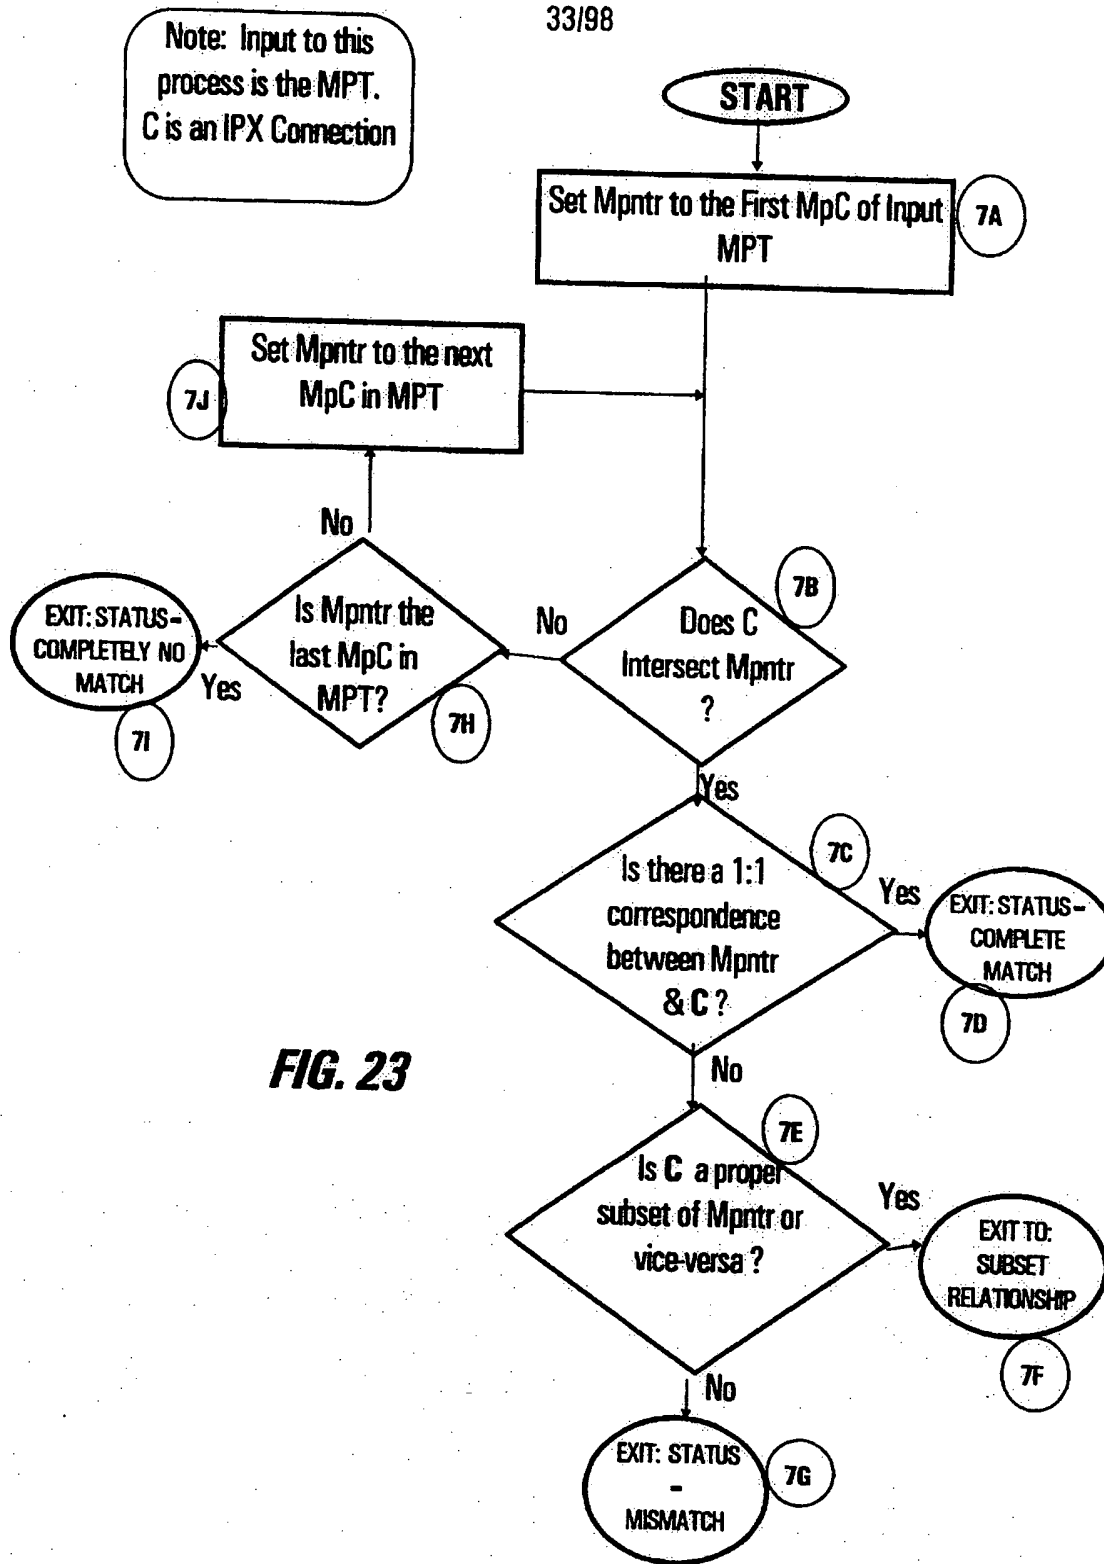 33/98
Note: Input to this
process is the MPT.
C is an IPX Connection
START
Set Mpntr to the First MpC of Input
MPT
7A
Set Mpntr to the next
MpC in MPT
7J
No
Is Mpntr the
last MpC in
MPT?
7H
EXIT: STATUS-
COMPLETELY NO
MATCH
Yes
7I
No
Does C
Intersect Mpntr
?
7B
Yes
Is there a 1:1
correspondence
between Mpntr
& C ?
7C
Yes
EXIT: STATUS-
COMPLETE
MATCH
7D
FIG. 23
No
Is C a proper
subset of Mpntr or
vice-versa ?
7E
Yes
EXIT TO:
SUBSET
RELATIONSHIP
7F
No
EXIT: STATUS
-
MISMATCH
7G